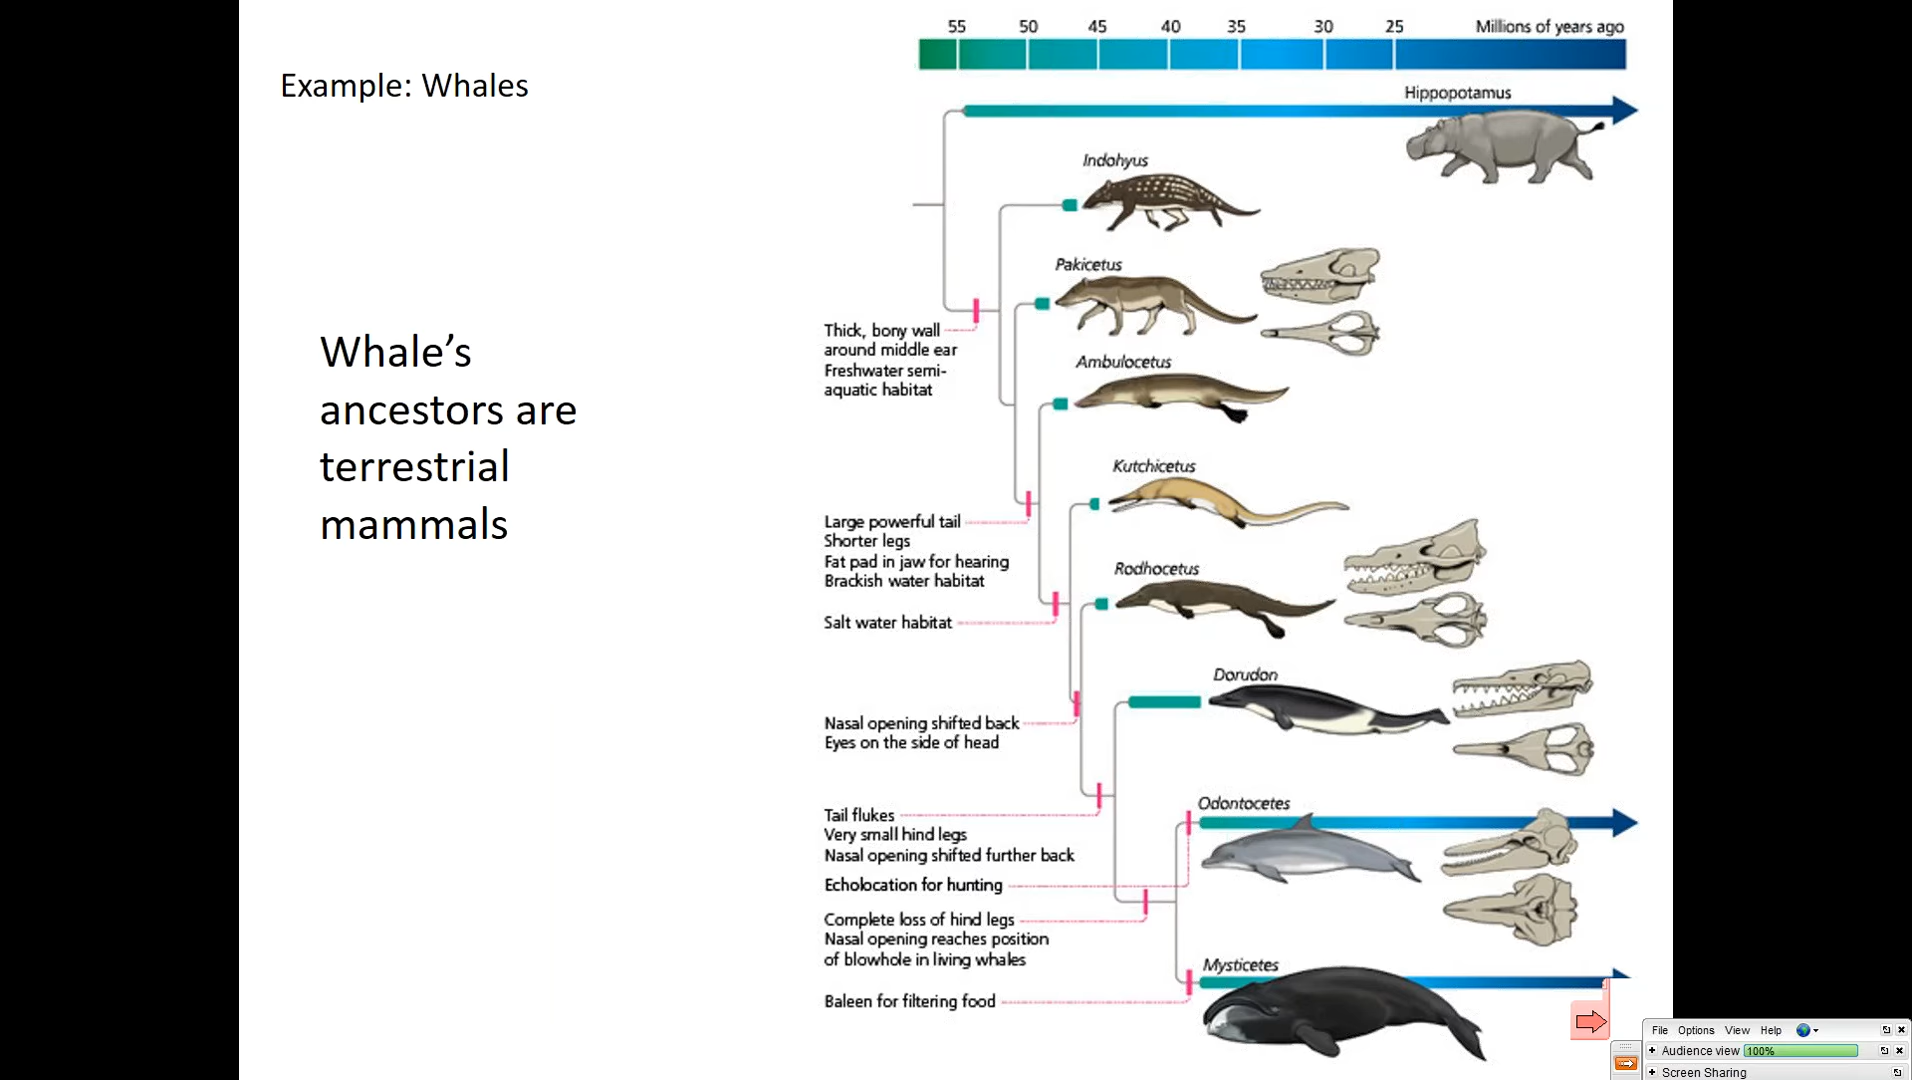 Example: Whales
Whale's
ancestors are
terrestrial
mammals
55 50 45 40 35 30 25 Millions of years ago
Hippopotamus
Indohyus
Pakicetus
Thick, bony wall
around middle ear
Freshwater semi-
aquatic habitat
Ambulocetus
Kutchicetus
Large powerful tail
Shorter legs
Fat pad in jaw for hearing
Brackish water habitat
Rodhocetus
Salt water habitat
Dorudon
Nasal opening shifted back
Eyes on the side of head
Odontocetes
Tail flukes
Very small hind legs
Nasal opening shifted further back
Echolocation for hunting
Complete loss of hind legs
Nasal opening reaches position
of blowhole in living whales
Mysticetes
Baleen for filtering food
File Options View Help
Audience view 100%
Screen Sharing